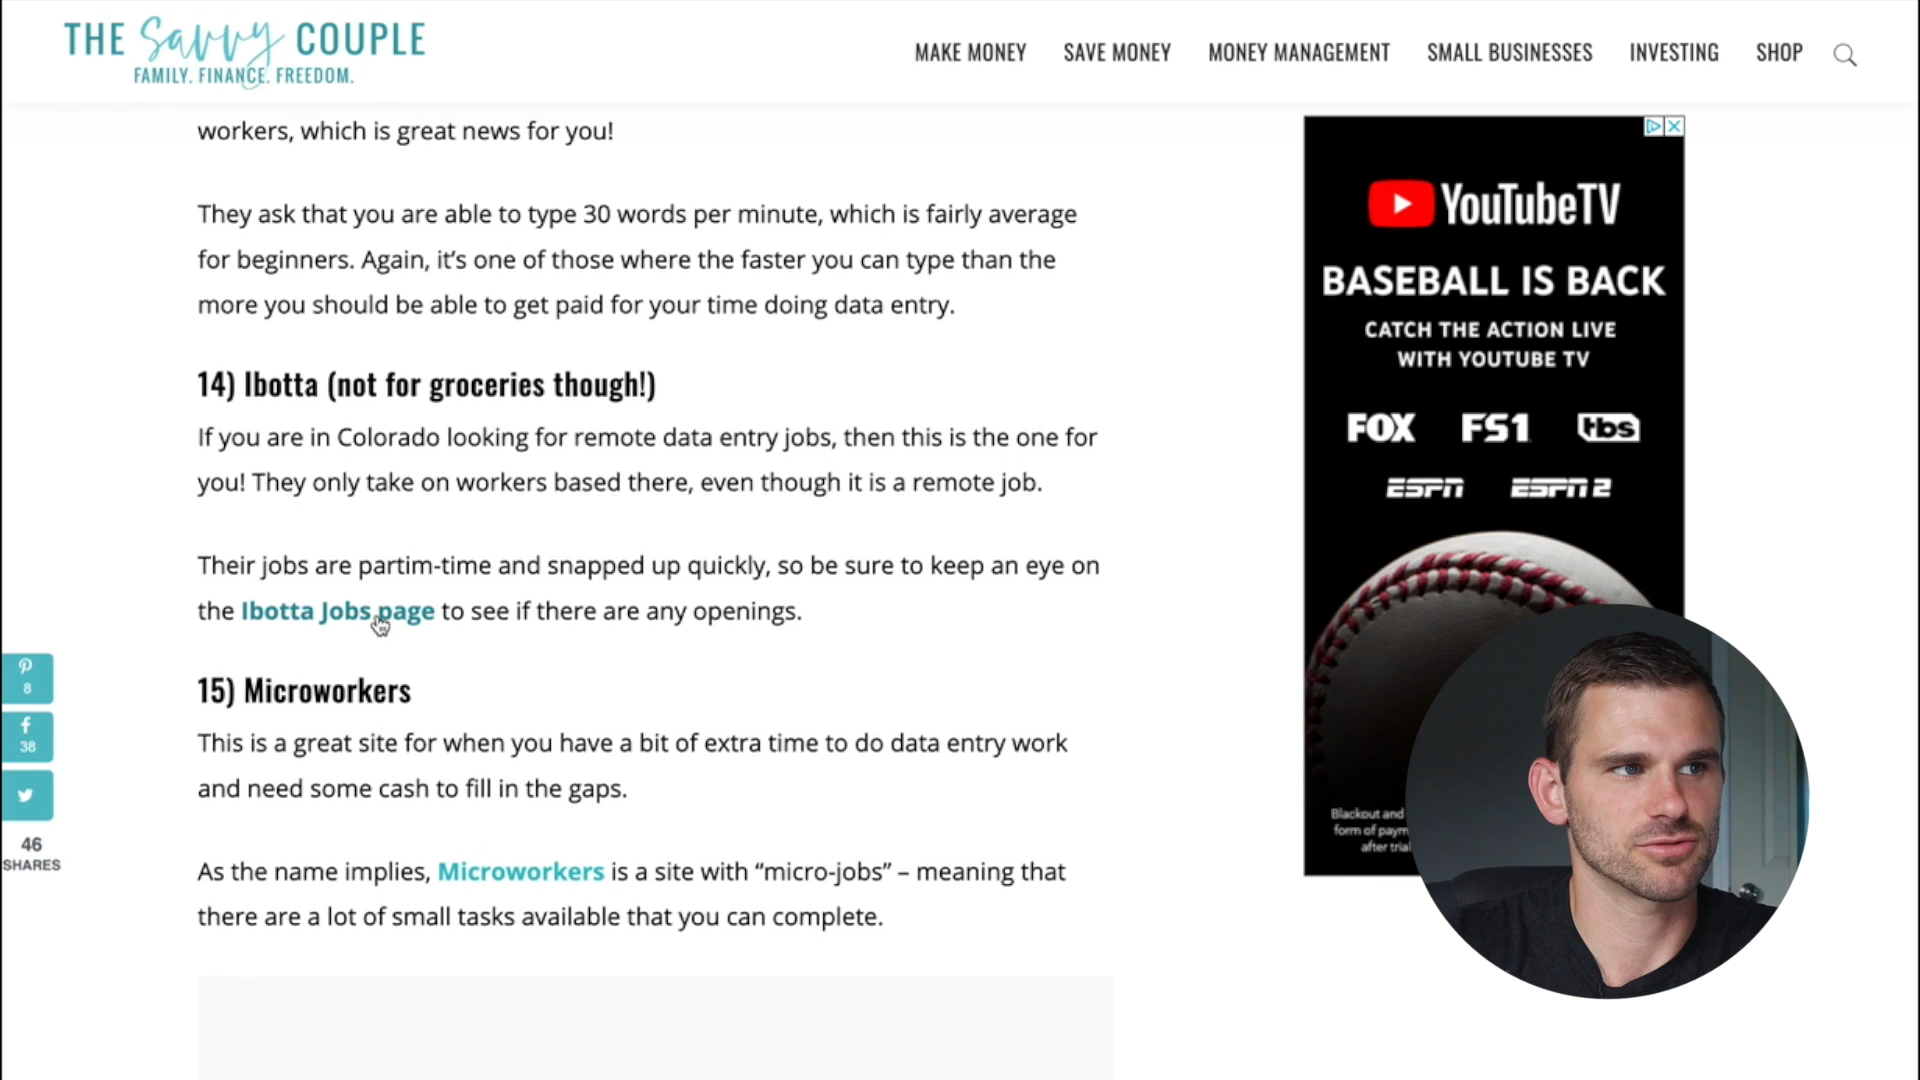 THE Savvy COUPLE
FAMILY. FINANCE. FREEDOM.
MAKE MONEY SAVE MONEY MONEY MANAGEMENT SMALL BUSINESSES INVESTING SHOP
workers, which is great news for you!
They ask that you are able to type 30 words per minute, which is fairly average
for beginners. Again, it’s one of those where the faster you can type than the
more you should be able to get paid for your time doing data entry.
14) Ibotta (not for groceries though!)
If you are in Colorado looking for remote data entry jobs, then this is the one for
you! They only take on workers based there, even though it is a remote job.
Their jobs are partim-time and snapped up quickly, so be sure to keep an eye on
the Ibotta Jobs page to see if there are any openings.
15) Microworkers
This is a great site for when you have a bit of extra time to do data entry work
and need some cash to fill in the gaps.
As the name implies, Microworkers is a site with “micro-jobs” – meaning that
there are a lot of small tasks available that you can complete.
8
38
46
SHARES
YouTubeTV
BASEBALL IS BACK
CATCH THE ACTION LIVE
WITH YOUTUBE TV
FOX FS1 tbs
ESPN ESPN 2
Blackout and
form of paym
after trial